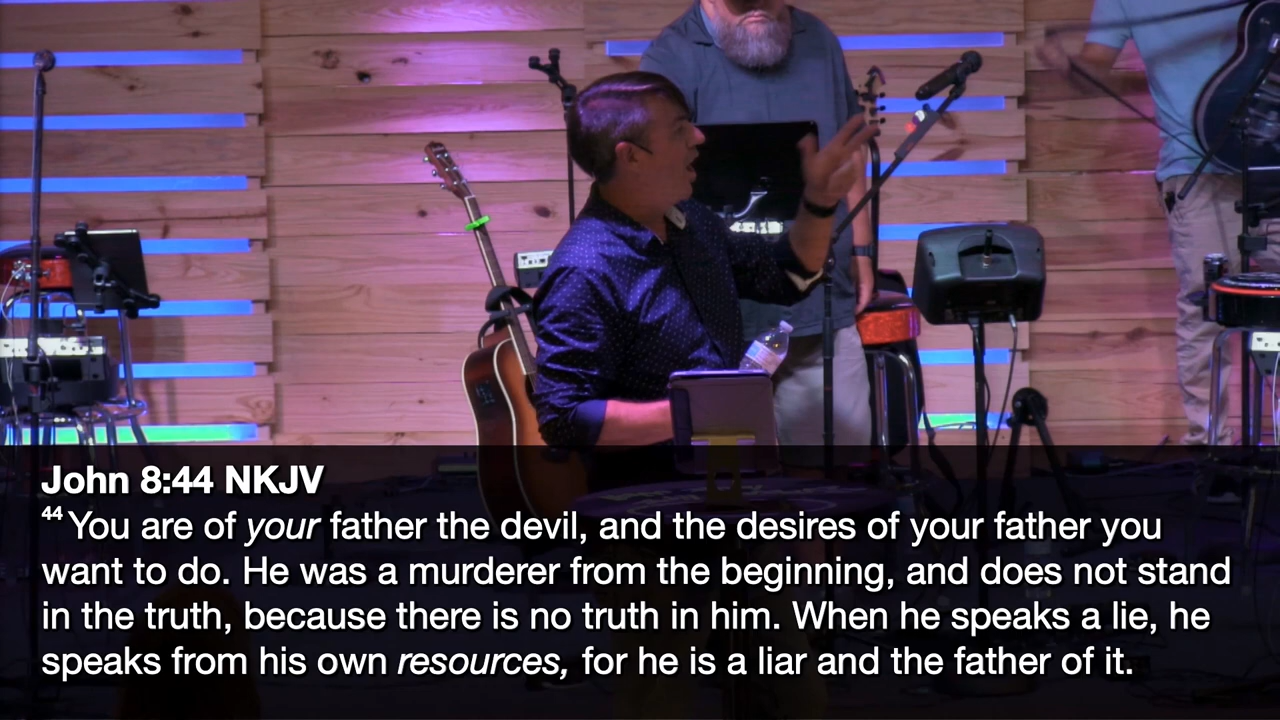 John 8:44 NKJV
44 You are of your father the devil, and the desires of your father you
want to do. He was a murderer from the beginning, and does not stand
in the truth, because there is no truth in him. When he speaks a lie, he
speaks from his own resources, for he is a liar and the father of it.